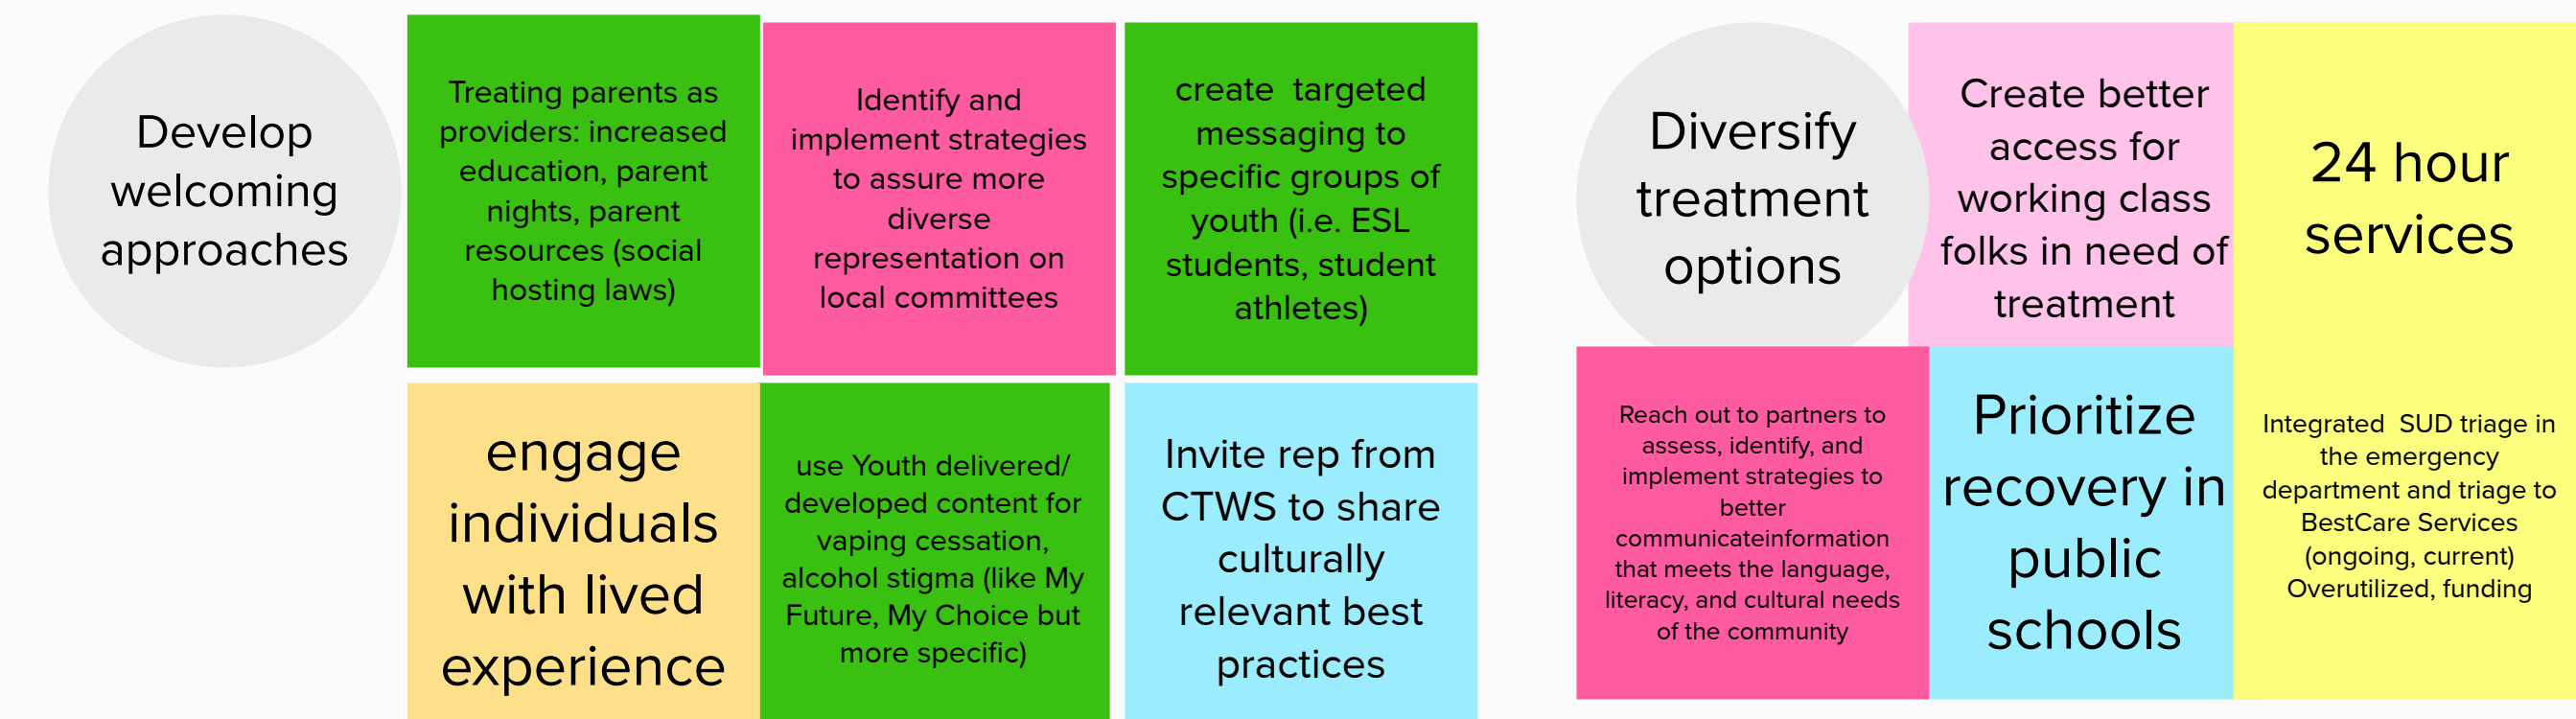 Develop
welcoming
approaches
Treating parents as
providers: increased
education, parent
nights, parent
resources (social
hosting laws)
Identify and
implement strategies
to assure more
diverse
representation on
local committees
create  targeted
messaging to
specific groups of
youth (i.e. ESL
students, student
athletes)
engage
individuals
with lived
experience
use Youth delivered/
developed content for
vaping cessation,
alcohol stigma (like My
Future, My Choice but
more specific)
Invite rep from
CTWS to share
culturally
relevant best
practices
Diversify
treatment
options
Create better
access for
working class
folks in need of
treatment
24 hour
services
Reach out to partners to
assess, identify, and
implement strategies to
better
communicateinformation
that meets the language,
literacy, and cultural needs
of the community
Prioritize
recovery in
public
schools
Integrated  SUD triage in
the emergency
department and triage to
BestCare Services
(ongoing, current)
Overutilized, funding